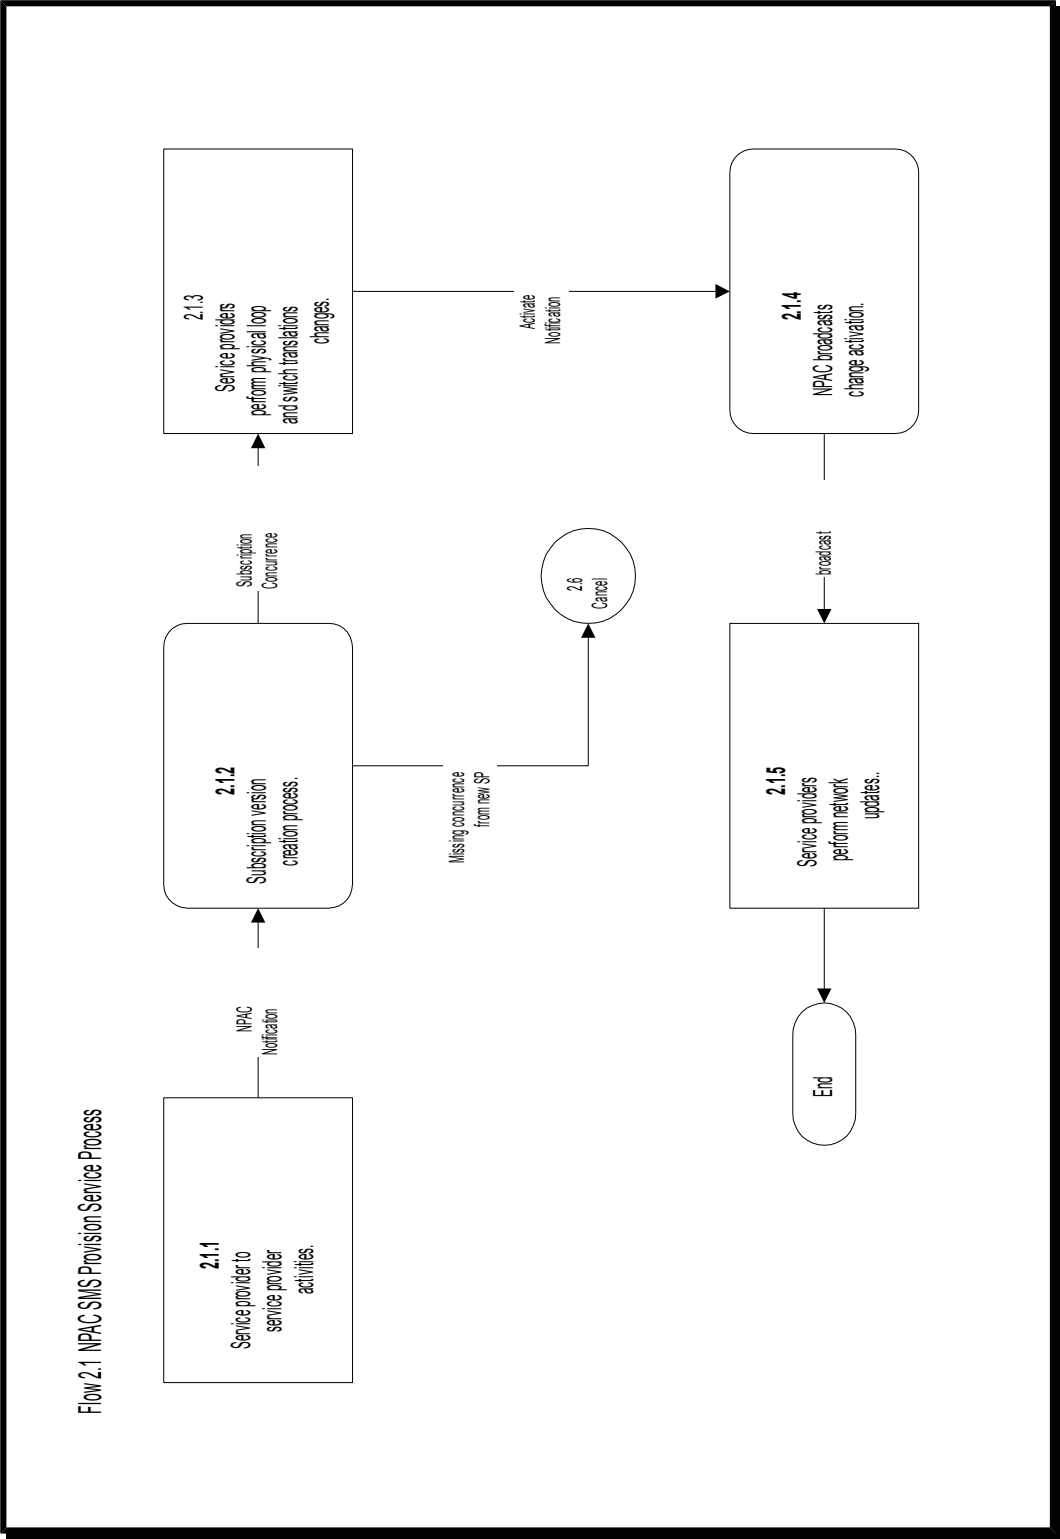 Flow 2.1 NPAC SMS Provision Service Process
2.1.1
Service provider to
service provider
activities.
NPAC
Notification
2.1.2
Subscription version
creation process.
Subscription
Concurrence
2.1.3
Service providers
perform physical loop
and switch translations
changes.
Missing concurrence
from new SP
2.6
Cancel
Activate
Notification
2.1.4
NPAC broadcasts
change activation.
broadcast
2.1.5
Service providers
perform network
updates..
End